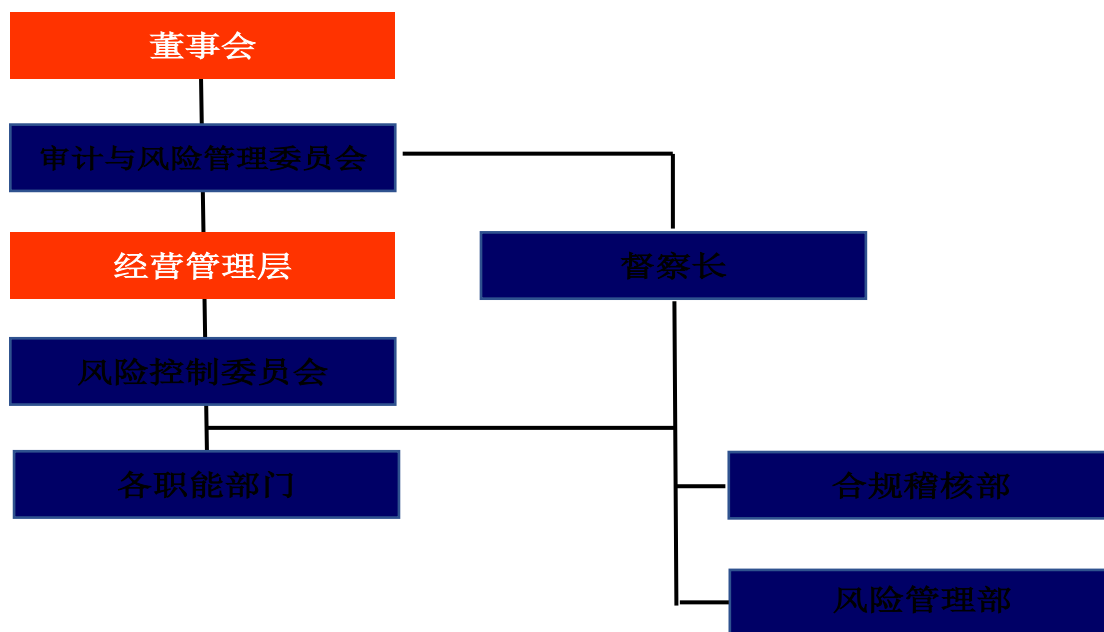 董事会
审计与风险管理委员会
经营管理层
督察长
风险控制委员会
各职能部门
合规稽核部
风险管理部